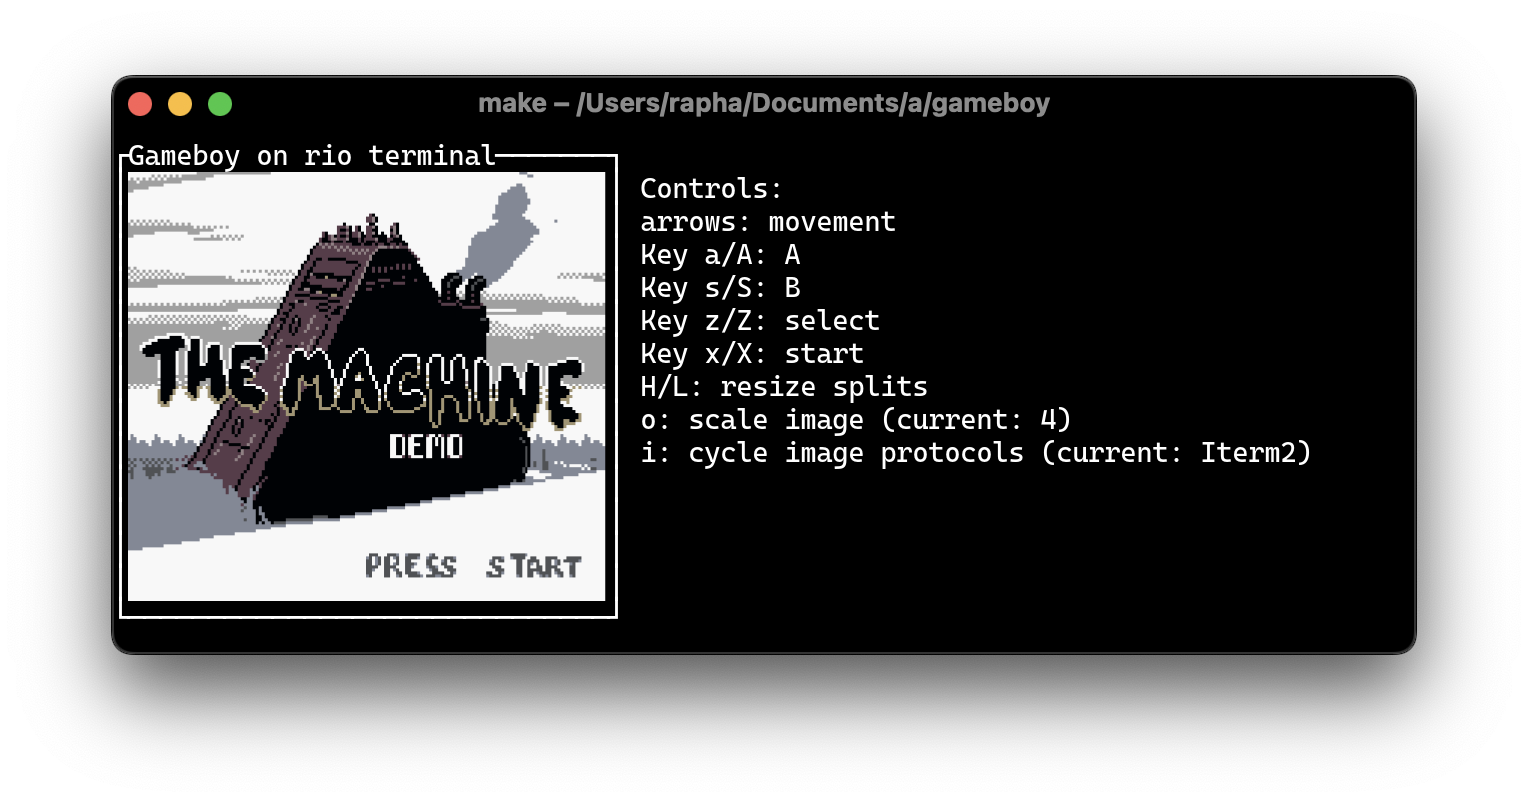 make – /Users/rapha/Documents/a/gameboy
Gameboy on rio terminal
THE MACHINE
DEMO
PRESS START
Controls:
arrows: movement
Key a/A: A
Key s/S: B
Key z/Z: select
Key x/X: start
H/L: resize splits
o: scale image (current: 4)
i: cycle image protocols (current: Iterm2)